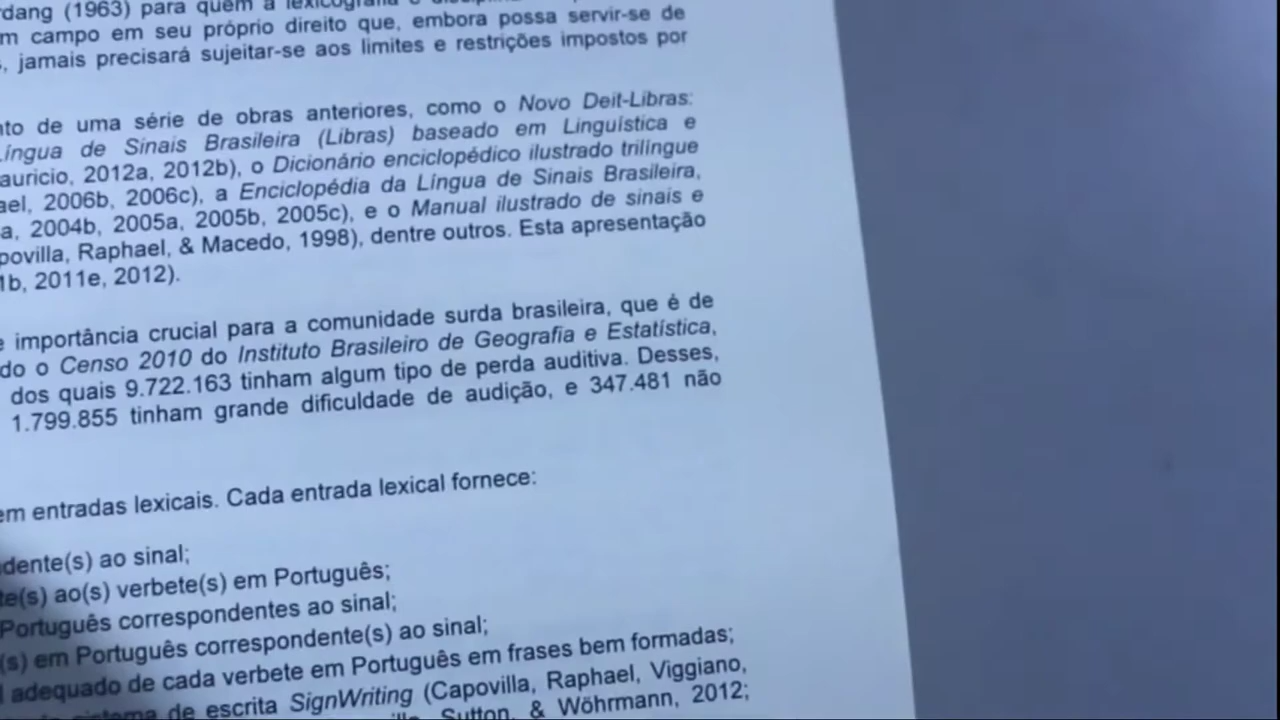 rdang (1963) para quem a lexicografia
m campo em seu próprio direito que, embora possa servir-se de
s, jamais precisará sujeitar-se aos limites e restrições impostos por
nto de uma série de obras anteriores, como o Novo Deit-Libras:
Língua de Sinais Brasileira (Libras) baseado em Linguística e
auricio, 2012a, 2012b), o Dicionário enciclopédico ilustrado trilíngue
ael, 2006b, 2006c), a Enciclopédia da Língua de Sinais Brasileira,
a, 2004b, 2005a, 2005b, 2005c), e o Manual ilustrado de sinais e
povilla, Raphael, & Macedo, 1998), dentre outros. Esta apresentação
1b, 2011e, 2012).
e importância crucial para a comunidade surda brasileira, que é de
do o Censo 2010 do Instituto Brasileiro de Geografia e Estatística,
dos quais 9.722.163 tinham algum tipo de perda auditiva. Desses,
1.799.855 tinham grande dificuldade de audição, e 347.481 não
em entradas lexicais. Cada entrada lexical fornece:
dente(s) ao sinal;
te(s) ao(s) verbete(s) em Português;
Português correspondentes ao sinal;
(s) em Português correspondente(s) ao sinal;
l adequado de cada verbete em Português em frases bem formadas;
sistema de escrita SignWriting (Capovilla, Raphael, Viggiano,
Sutton, & Wöhrmann, 2012;